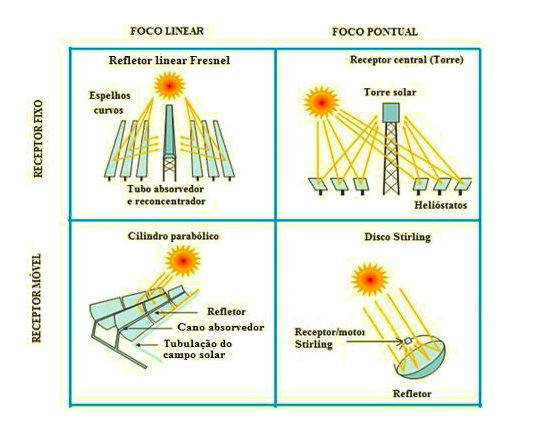 FOCO LINEAR
FOCO PONTUAL
RECEPTOR FIXO
Refletor linear Fresnel
Espelhos
curvos
Tubo absorvedor
e reconcentrador
Receptor central (Torre)
Torre solar
Helióstatos
RECEPTOR MÓVEL
Cilindro parabólico
Refletor
Cano absorvedor
Tubulação do
campo solar
Disco Stirling
Receptor/motos
Stirling
Refletor